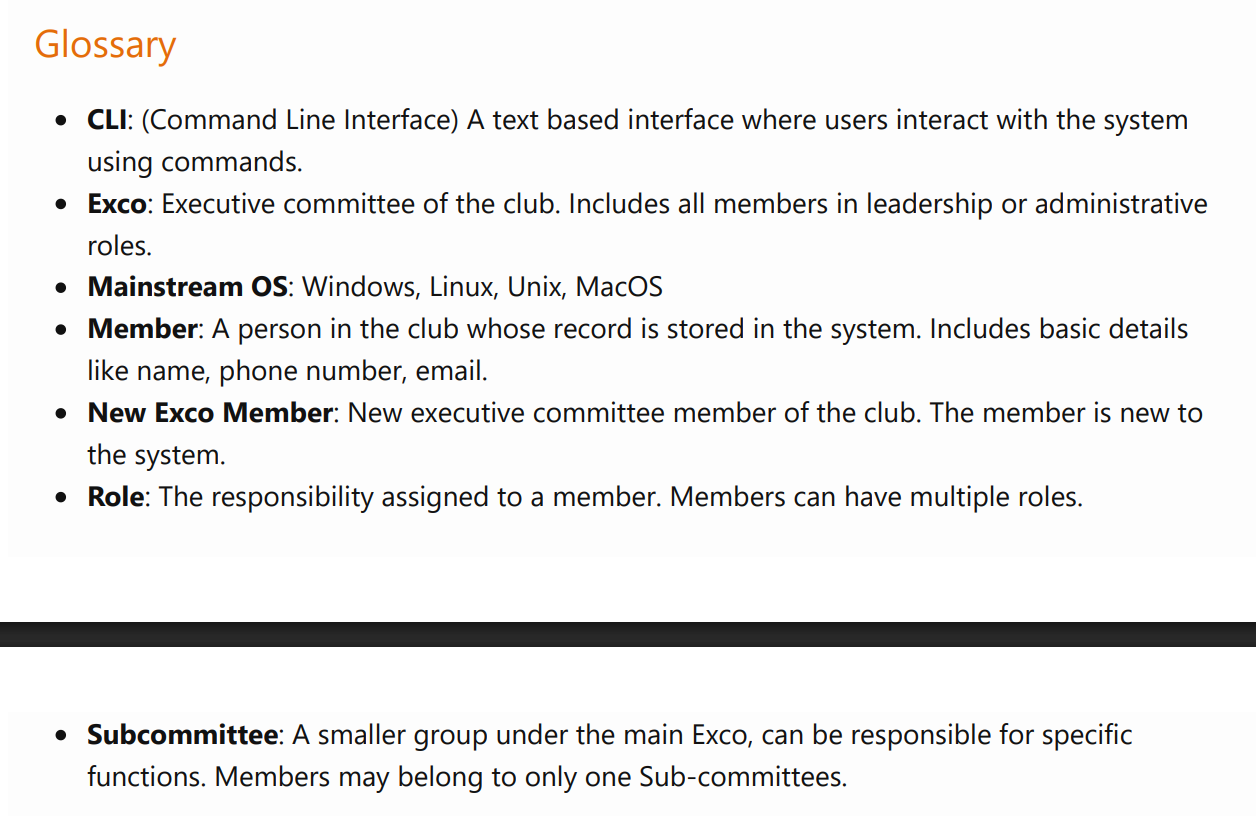 Glossary
• CLI: (Command Line Interface) A text based interface where users interact with the system
using commands.
• Exco: Executive committee of the club. Includes all members in leadership or administrative
roles.
• Mainstream OS: Windows, Linux, Unix, MacOS
• Member: A person in the club whose record is stored in the system. Includes basic details
like name, phone number, email.
• New Exco Member: New executive committee member of the club. The member is new to
the system.
• Role: The responsibility assigned to a member. Members can have multiple roles.
• Subcommittee: A smaller group under the main Exco, can be responsible for specific
functions. Members may belong to only one Sub-committees.